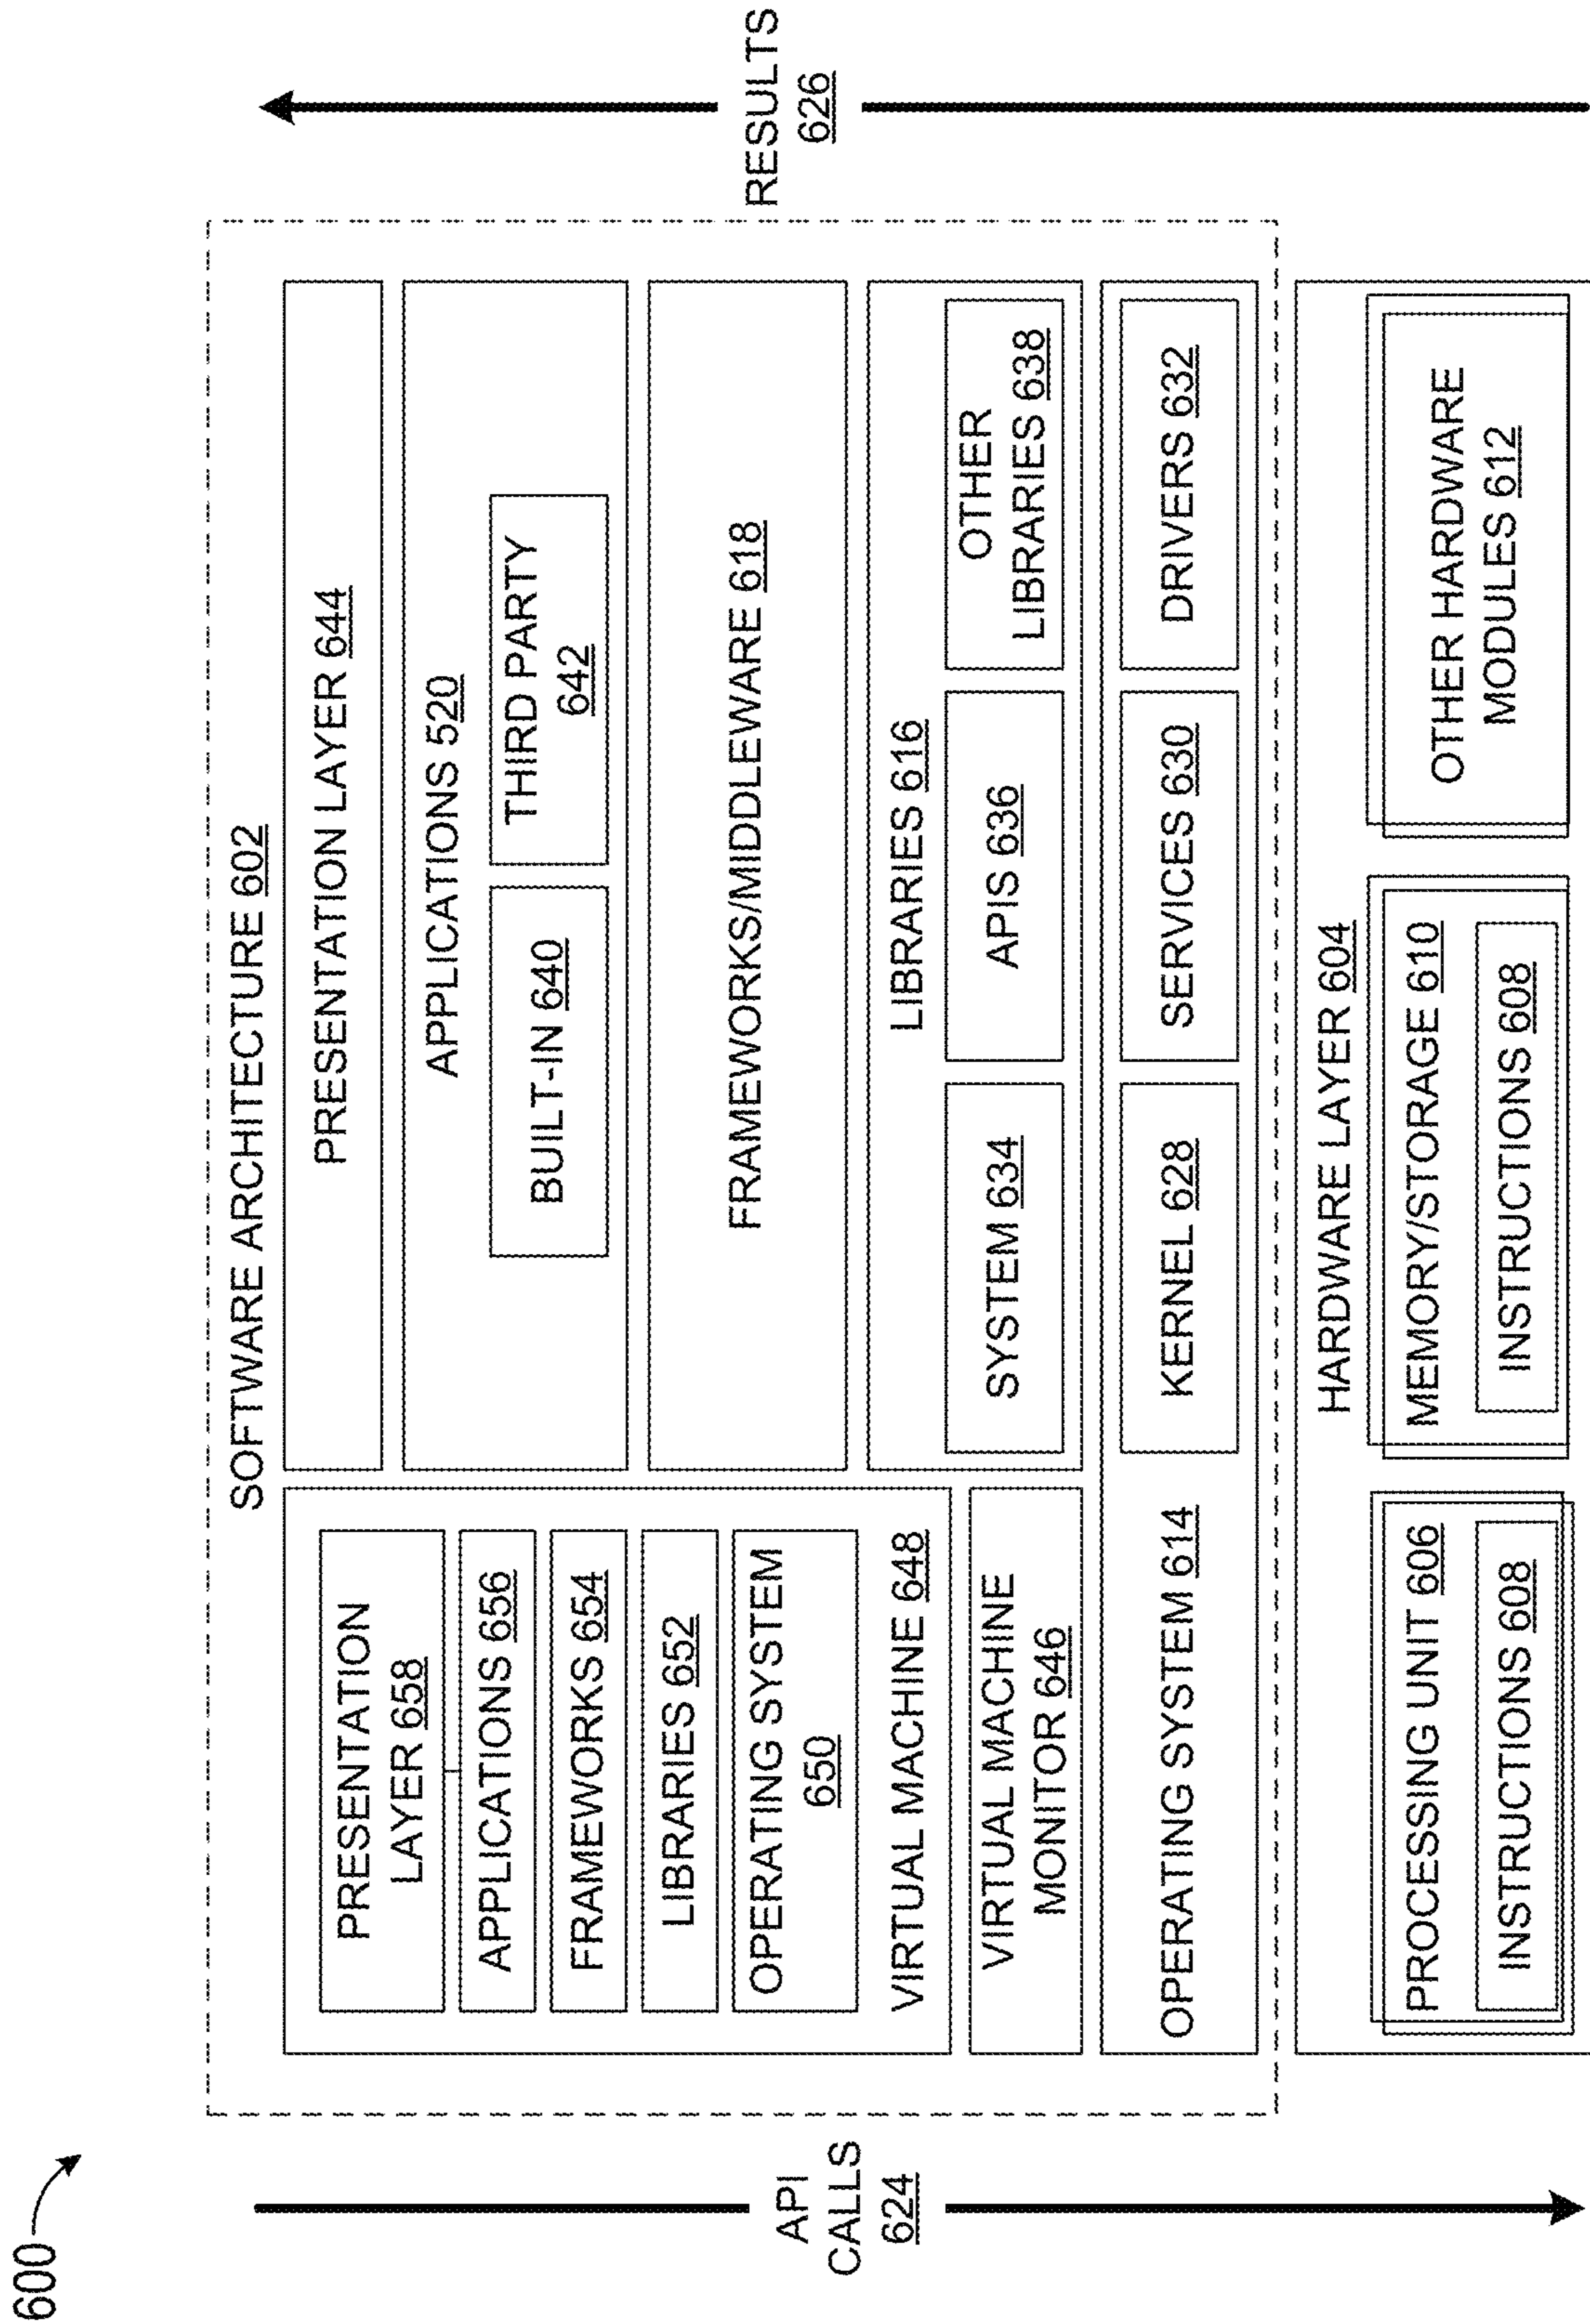 600
SOFTWARE ARCHITECTURE 602
PRESENTATION
LAYER 658
APPLICATIONS 656
FRAMEWORKS 654
LIBRARIES 652
OPERATING SYSTEM
650
VIRTUAL MACHINE 648
VIRTUAL MACHINE
MONITOR 646
PRESENTATION LAYER 644
APPLICATIONS 520
BUILT-IN 640
THIRD PARTY
642
FRAMEWORKS/MIDDLEWARE 618
LIBRARIES 616
SYSTEM 634
APIS 636
OTHER
LIBRARIES 638
OPERATING SYSTEM 614
KERNEL 628
SERVICES 630
DRIVERS 632
HARDWARE LAYER 604
PROCESSING UNIT 606
INSTRUCTIONS 608
MEMORY/STORAGE 610
INSTRUCTIONS 608
OTHER HARDWARE
MODULES 612
API
CALLS
624
RESULTS
626